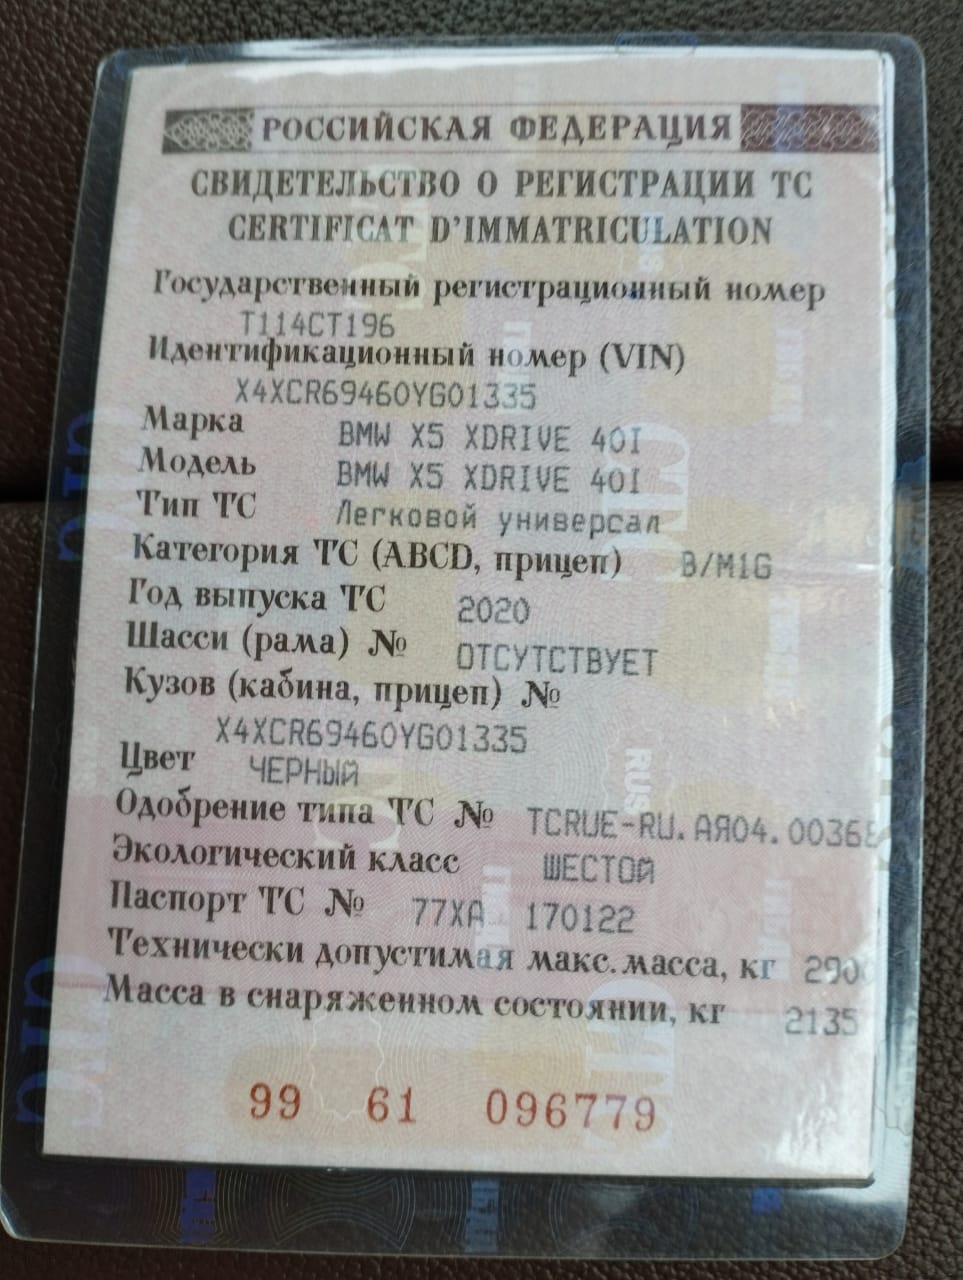 РОССИЙСКАЯ ФЕДЕРАЦИЯ
СВИДЕТЕЛЬСТВО О РЕГИСТРАЦИИ ТС
CERTIFICAT D'IMMATRICULATION
Государственный регистрационный номер
Т114СТ196
Идентификационный номер (VIN)
X4XCR69460YG01335
Марка BMW X5 XDRIVE 40I
Модель BMW X5 XDRIVE 40I
Тип ТС Легковой универсал
Категория ТС (ABCD, прицеп) B/M1G
Год выпуска ТС 2020
Шасси (рама) № ОТСУТСТВУЕТ
Кузов (кабина, прицеп) №
X4XCR69460YG01335
Цвет ЧЕРНЫЙ
Одобрение типа ТС №
Экологический класс ШЕСТОЙ
Паспорт ТС № 77ХА 170122
Технически допустимая макс. масса, кг
Масса в снаряженном состоянии, кг 2135
99 61 096779